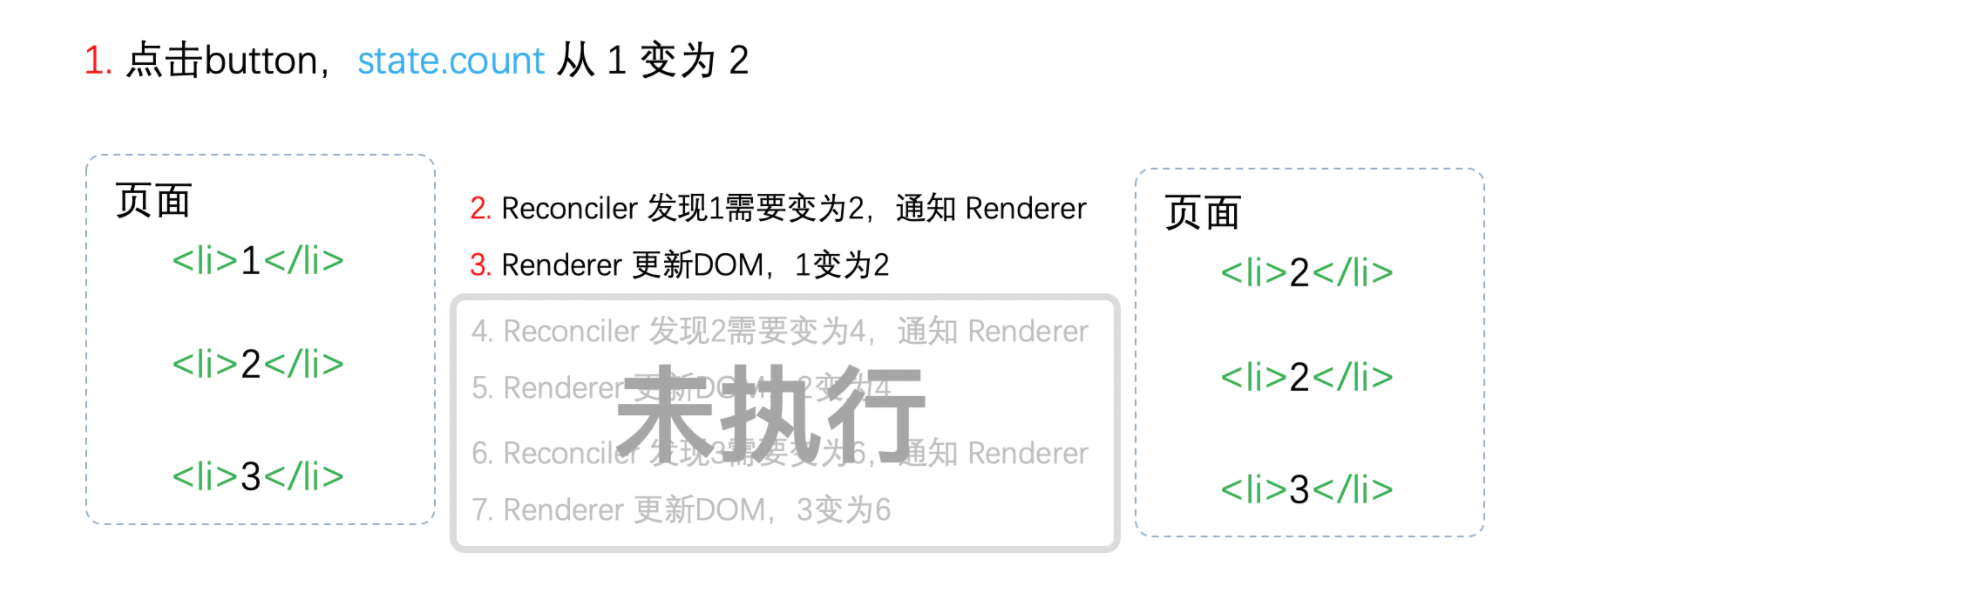 1. 点击button，state.count 从 1 变为 2
页面
<li>1</li>
<li>2</li>
<li>3</li>
2. Reconciler 发现1需要变为2，通知 Renderer
3. Renderer 更新DOM，1变为2
4. Reconciler 发现2需要变为4，通知 Renderer
5. Renderer 更新DOM，2变为4
6. Reconciler 发现3需要变为6，通知 Renderer
7. Renderer 更新DOM，3变为6
未执行
页面
<li>2</li>
<li>2</li>
<li>3</li>